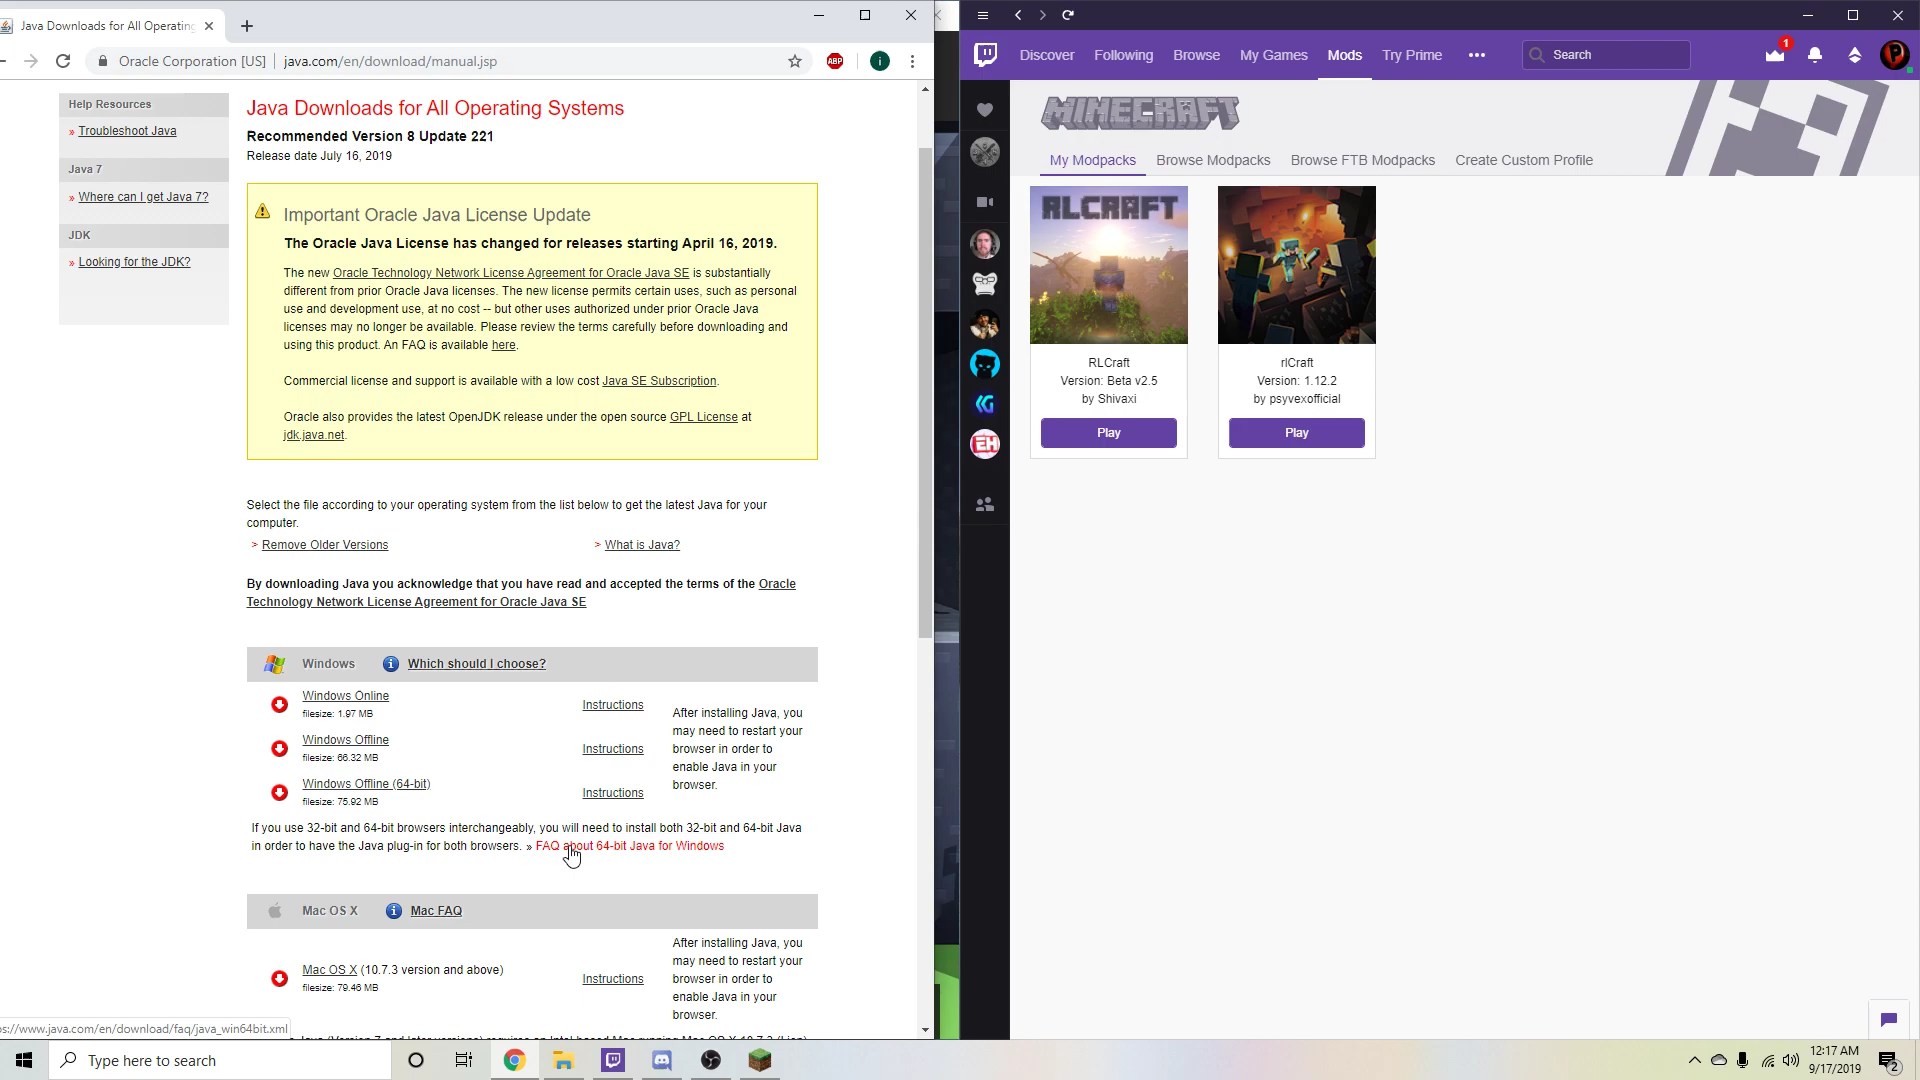 Java Downloads for All Operating
Oracle Corporation [US] | java.com/en/download/manual.jsp
ABP
i
Help Resources
» Troubleshoot Java
Java 7
» Where can I get Java 7?
JDK
» Looking for the JDK?
Java Downloads for All Operating Systems
Recommended Version 8 Update 221
Release date July 16, 2019
Important Oracle Java License Update
The Oracle Java License has changed for releases starting April 16, 2019.
The new Oracle Technology Network License Agreement for Oracle Java SE is substantially
different from prior Oracle Java licenses. The new license permits certain uses, such as personal
use and development use, at no cost -- but other uses authorized under prior Oracle Java
licenses may no longer be available. Please review the terms carefully before downloading and
using this product. An FAQ is available here.
Commercial license and support is available with a low cost Java SE Subscription.
Oracle also provides the latest OpenJDK release under the open source GPL License at
jdk.java.net.
Select the file according to your operating system from the list below to get the latest Java for your
computer.
> Remove Older Versions
> What is Java?
By downloading Java you acknowledge that you have read and accepted the terms of the Oracle
Technology Network License Agreement for Oracle Java SE
Windows
Which should I choose?
Windows Online
filesize: 1.97 MB
Instructions
Windows Offline
filesize: 66.32 MB
Instructions
Windows Offline (64-bit)
filesize: 75.92 MB
Instructions
After installing Java, you
may need to restart your
browser in order to
enable Java in your
browser.
If you use 32-bit and 64-bit browsers interchangeably, you will need to install both 32-bit and 64-bit Java
in order to have the Java plug-in for both browsers. » FAQ about 64-bit Java for Windows
Mac OS X
Mac FAQ
Mac OS X (10.7.3 version and above)
filesize: 79.46 MB
Instructions
After installing Java, you
may need to restart your
browser in order to
enable Java in your
browser.
ps://www.java.com/en/download/faq/java_win64bit.xml
Discover
Following
Browse
My Games
Mods
Try Prime
Search
1
MINECRAFT
My Modpacks
Browse Modpacks
Browse FTB Modpacks
Create Custom Profile
RLCRAFT
RLCraft
Version: Beta v2.5
by Shivaxi
Play
rlCraft
Version: 1.12.2
by psyvexofficial
Play
EH
Type here to search
12:17 AM
9/17/2019
2